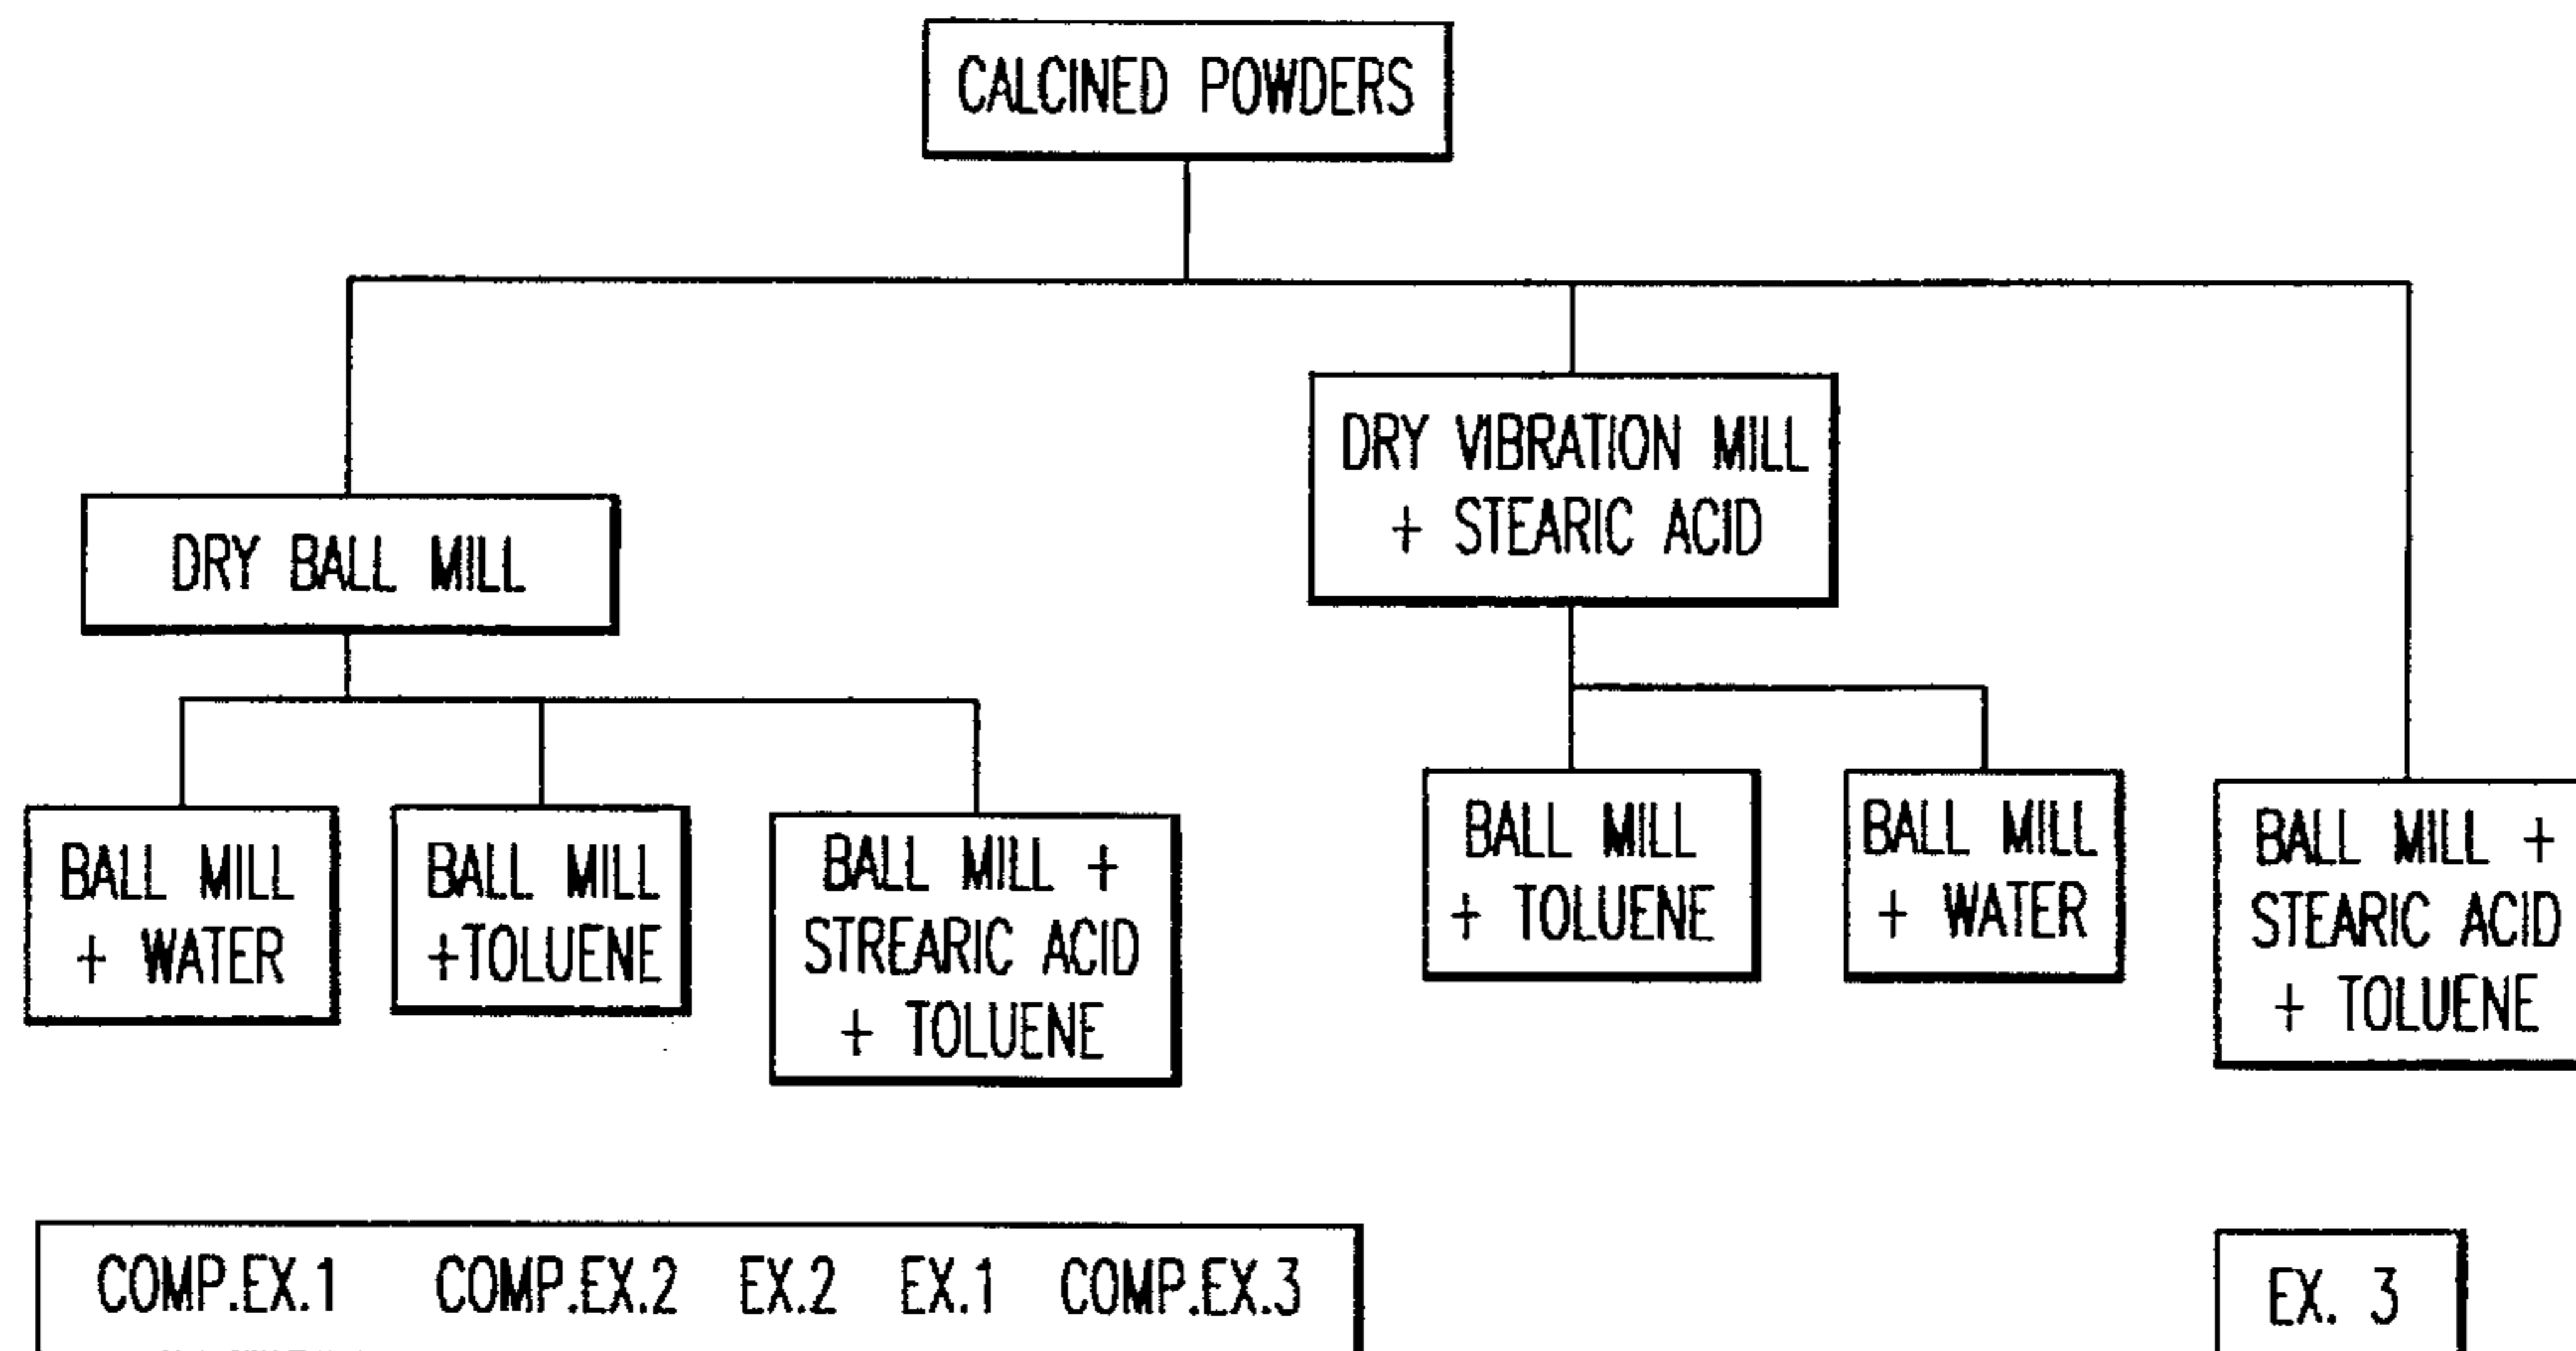 CALCINED POWDERS
DRY VIBRATION MILL
+ STEARIC ACID
DRY BALL MILL
BALL MILL
+ WATER
BALL MILL
+TOLUENE
BALL MILL +
STREARIC ACID
+ TOLUENE
BALL MILL
+ TOLUENE
BALL MILL
+ WATER
BALL MILL +
STEARIC ACID
+ TOLUENE
COMP.EX.1 COMP.EX.2 EX.2 EX.1 COMP.EX.3
EX. 3